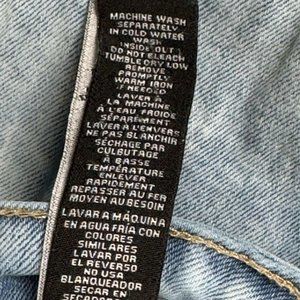 MACHINE WASH
SEPARATELY
IN COLD WATER
WASH
INSIDE OUT
DO NOT BLEACH
TUMBLE DRY LOW
REMOVE
PROMPTLY
WARM IRON
IF NEEDED
LAVER À
LA MACHINE
À L'EAU FROIDE
SÉPARÉMENT
LAVER À L'ENVERS
NE PAS BLANCHIR
SÉCHAGE PAR
CULBUTAGE
À BASSE
TEMPÉRATURE
ENLEVER
RAPIDEMENT
REPASSER AU FER
MOYEN AU BESOIN
LAVAR A MÁQUINA
EN AGUA FRÍA CON
COLORES
SIMILARES
LAVAR POR
EL REVERSO
NO USA
BLANQUEADOR
SECAR EN